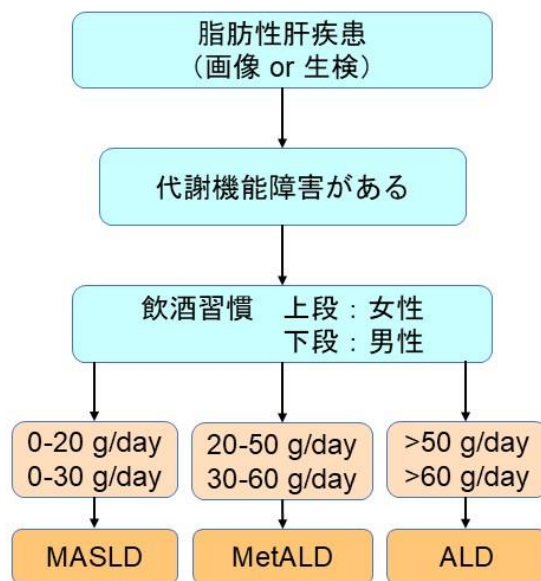 脂肪性肝疾患
（画像 or 生検）
代謝機能障害がある
飲酒習慣　上段：女性
下段：男性
0-20 g/day
0-30 g/day
20-50 g/day
30-60 g/day
>50 g/day
>60 g/day
MASLD
MetALD
ALD